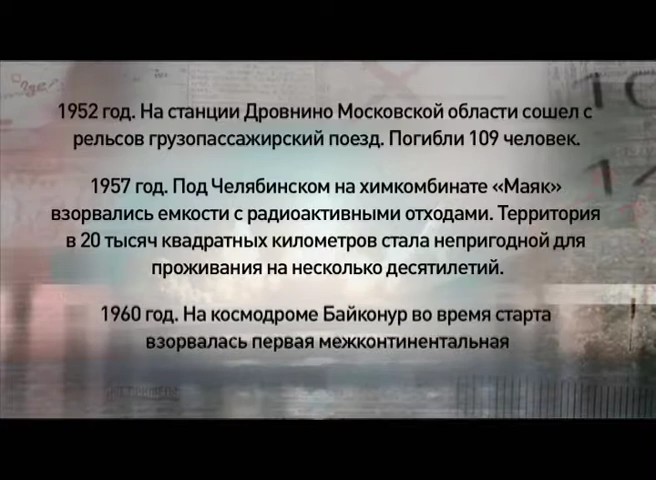 1952 год. На станции Дровнино Московской области сошел с
рельсов грузопассажирский поезд. Погибли 109 человек.
1957 год. Под Челябинском на химкомбинате «Маяк»
взорвались емкости с радиоактивными отходами. Территория
в 20 тысяч квадратных километров стала непригодной для
проживания на несколько десятилетий.
1960 год. На космодроме Байконур во время старта
взорвалась первая межконтинентальная